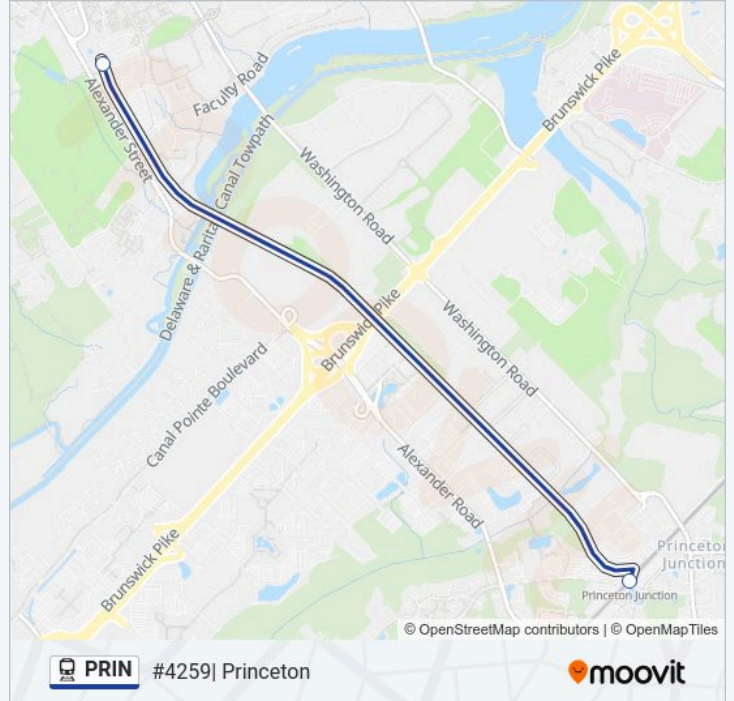 Faculty Road
Brunswick Pike
Alexander Street
Delaware & Raritan Canal Towpath
Washington Road
Brunswick Pike
Washington Road
Canal Pointe Boulevard
Alexander Road
Brunswick Pike
Princeton
Junction
Princeton Junction
© OpenStreetMap contributors | © OpenMapTiles
PRIN #4259| Princeton
moovit